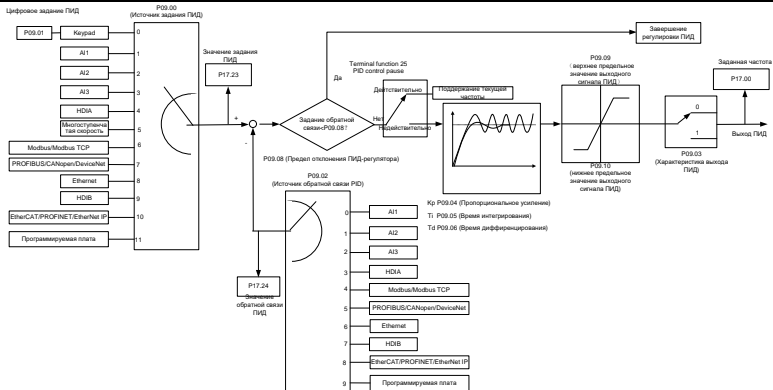 Цифровое задание ПИД
P09.00
(Источник задания ПИД)
P09.01
Keypad
0
AI1
1
AI2
2
AI3
3
HDIA
4
Многоступенча
тая скорость
5
Modbus/Modbus TCP
6
PROFIBUS/CANopen/DeviceNet
7
Ethernet
8
HDIB
9
EtherCAT/PROFINET/EtherNet IP
10
Программируемая плата
11
Значение задания
ПИД
P17.23
+
-
Да
Задание обратной
связи<P09.08?
Нет
P09.08 (Предел отклонения ПИД-регулятора)
Terminal function 25
PID control pause
Действительно
Недействительно
Поддержание текущей
частоты
Завершение
регулировки ПИД
P09.09
(верхнее предельное
значение выходного
сигнала ПИД)
P09.10
(нижнее предельное
значение выходного
сигнала ПИД)
Заданная частота
P17.00
0
1
Выход ПИД
P09.03
(Характеристика выхода
ПИД)
Kp P09.04 (Пропорциональное усиление)
Ti P09.05 (Время интегрирования)
Td P09.06 (Время диффиренцирования)
P09.02
(Источник обратной связи PID)
P17.24
Значение
обратной связи
ПИД
0
AI1
1
AI2
2
AI3
3
HDIA
4
Modbus/Modbus TCP
5
PROFIBUS/CANopen/DeviceNet
6
Ethernet
7
HDIB
8
EtherCAT/PROFINET/EtherNet IP
9
Программируемая плата